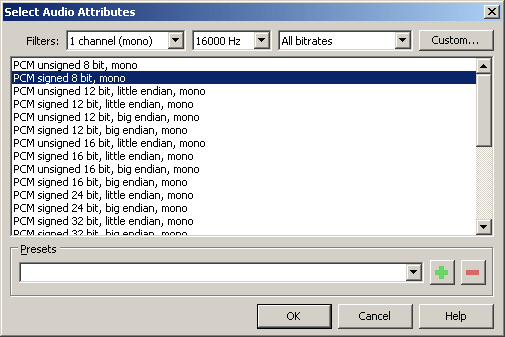 Select Audio Attributes
Filters: 1 channel (mono) 16000 Hz All bitrates Custom...
PCM unsigned 8 bit, mono
PCM signed 8 bit, mono
PCM unsigned 12 bit, little endian, mono
PCM signed 12 bit, little endian, mono
PCM unsigned 12 bit, big endian, mono
PCM signed 12 bit, big endian, mono
PCM unsigned 16 bit, little endian, mono
PCM signed 16 bit, little endian, mono
PCM unsigned 16 bit, big endian, mono
PCM signed 16 bit, big endian, mono
PCM signed 24 bit, little endian, mono
PCM signed 24 bit, big endian, mono
PCM signed 32 bit, little endian, mono
PCM signed 32 bit, big endian, mono
Presets
OK Cancel Help